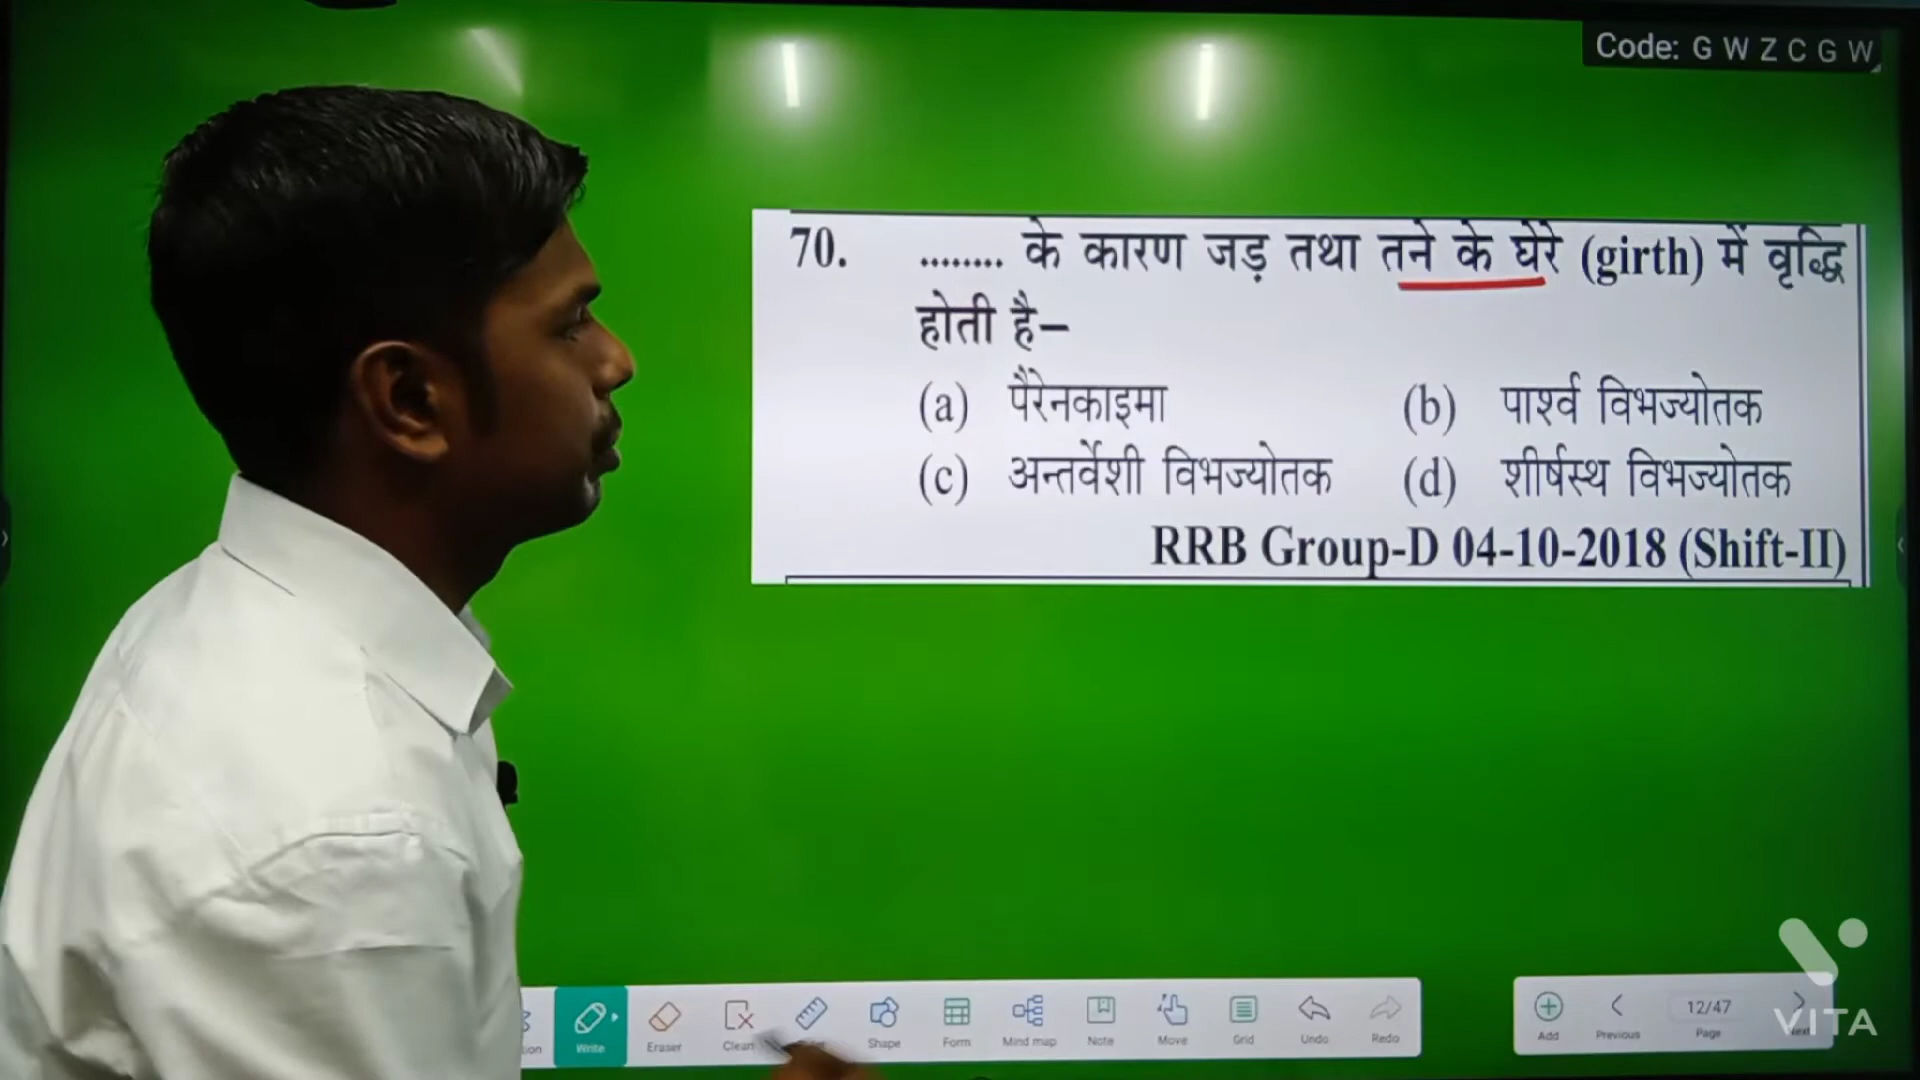 Code: G W Z C G W
70. ........ के कारण जड़ तथा तने के घेरे (girth) में वृद्धि
होती है–
(a) पैरेनकाइमा (b) पार्श्व विभज्योतक
(c) अन्तर्वेशी विभज्योतक (d) शीर्षस्थ विभज्योतक
RRB Group-D 04-10-2018 (Shift-II)
Write Eraser Clean Shape Form Mind map Note Move Grid Undo Redo Add Previous 12/47 Page
VITA